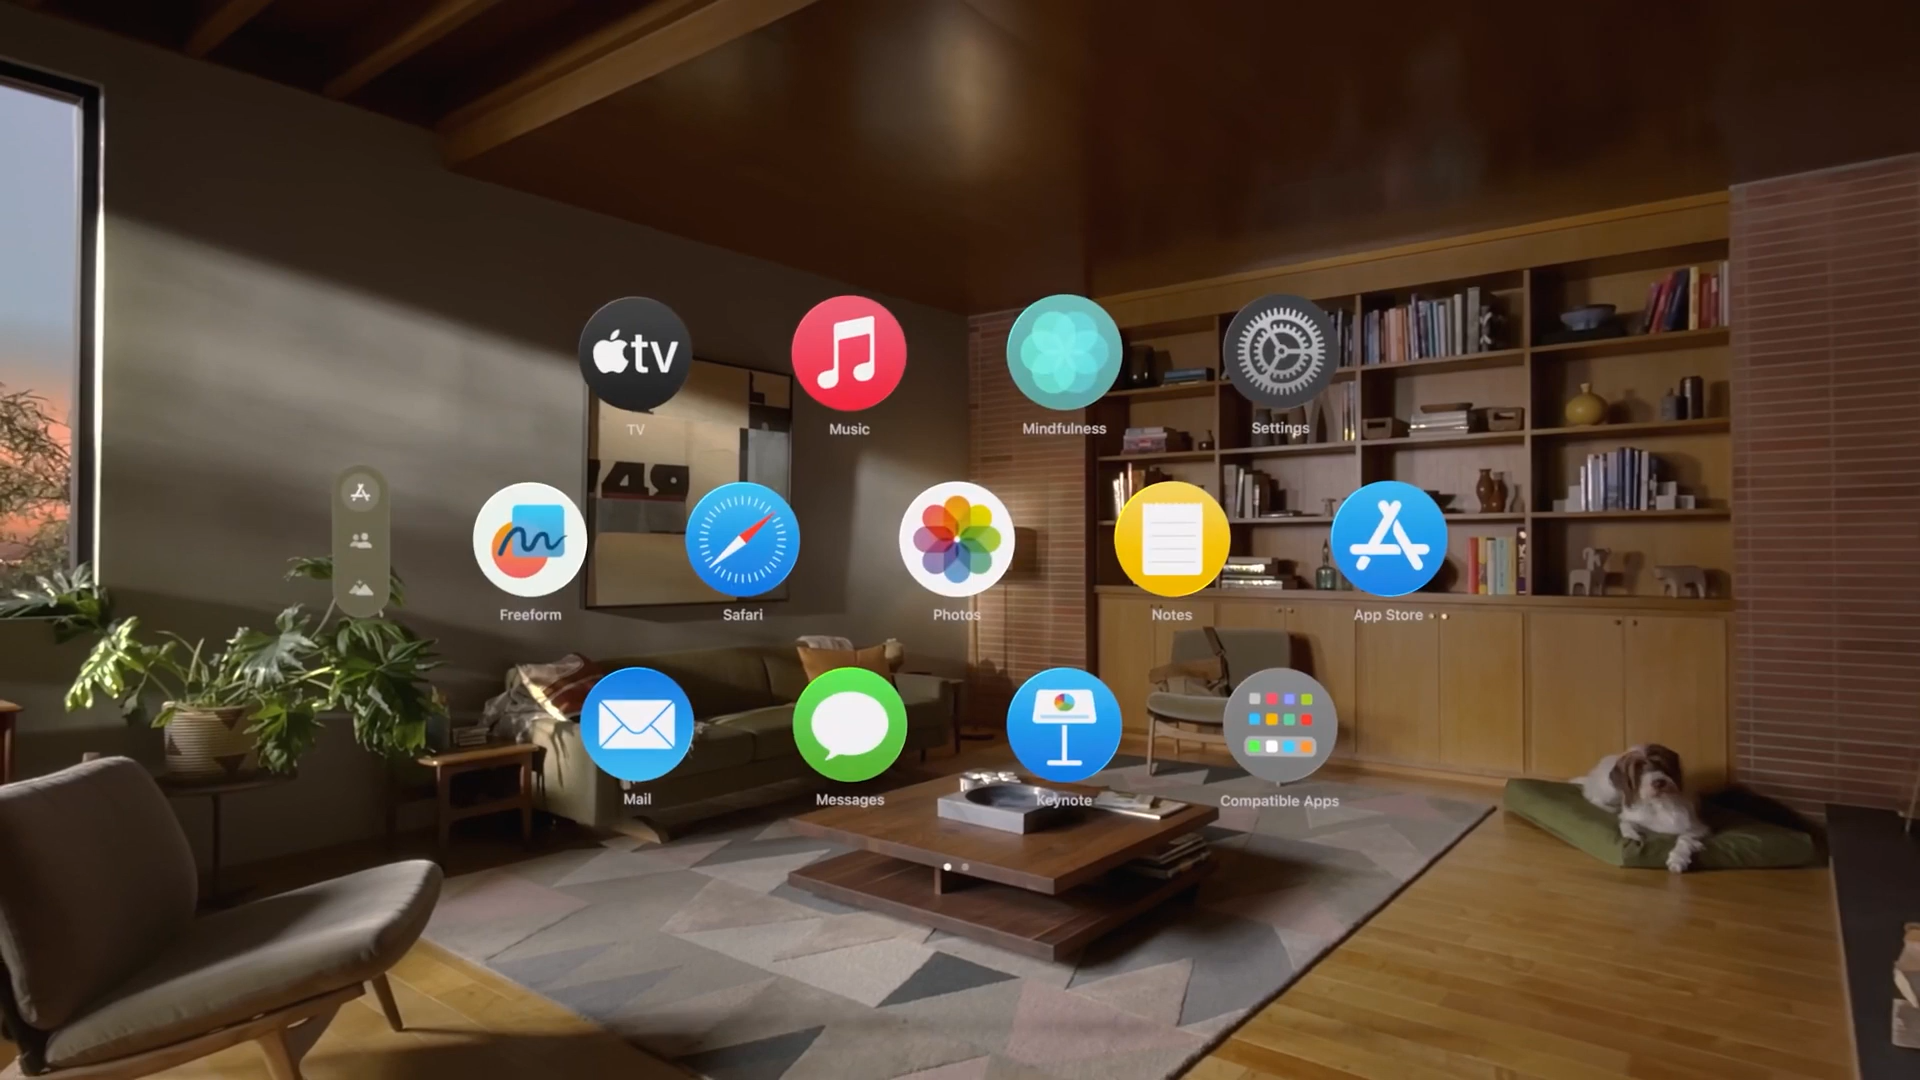 tv
TV
Music
Mindfulness
Settings
Freeform
Safari
Photos
Notes
App Store
Mail
Messages
Keynote
Compatible Apps